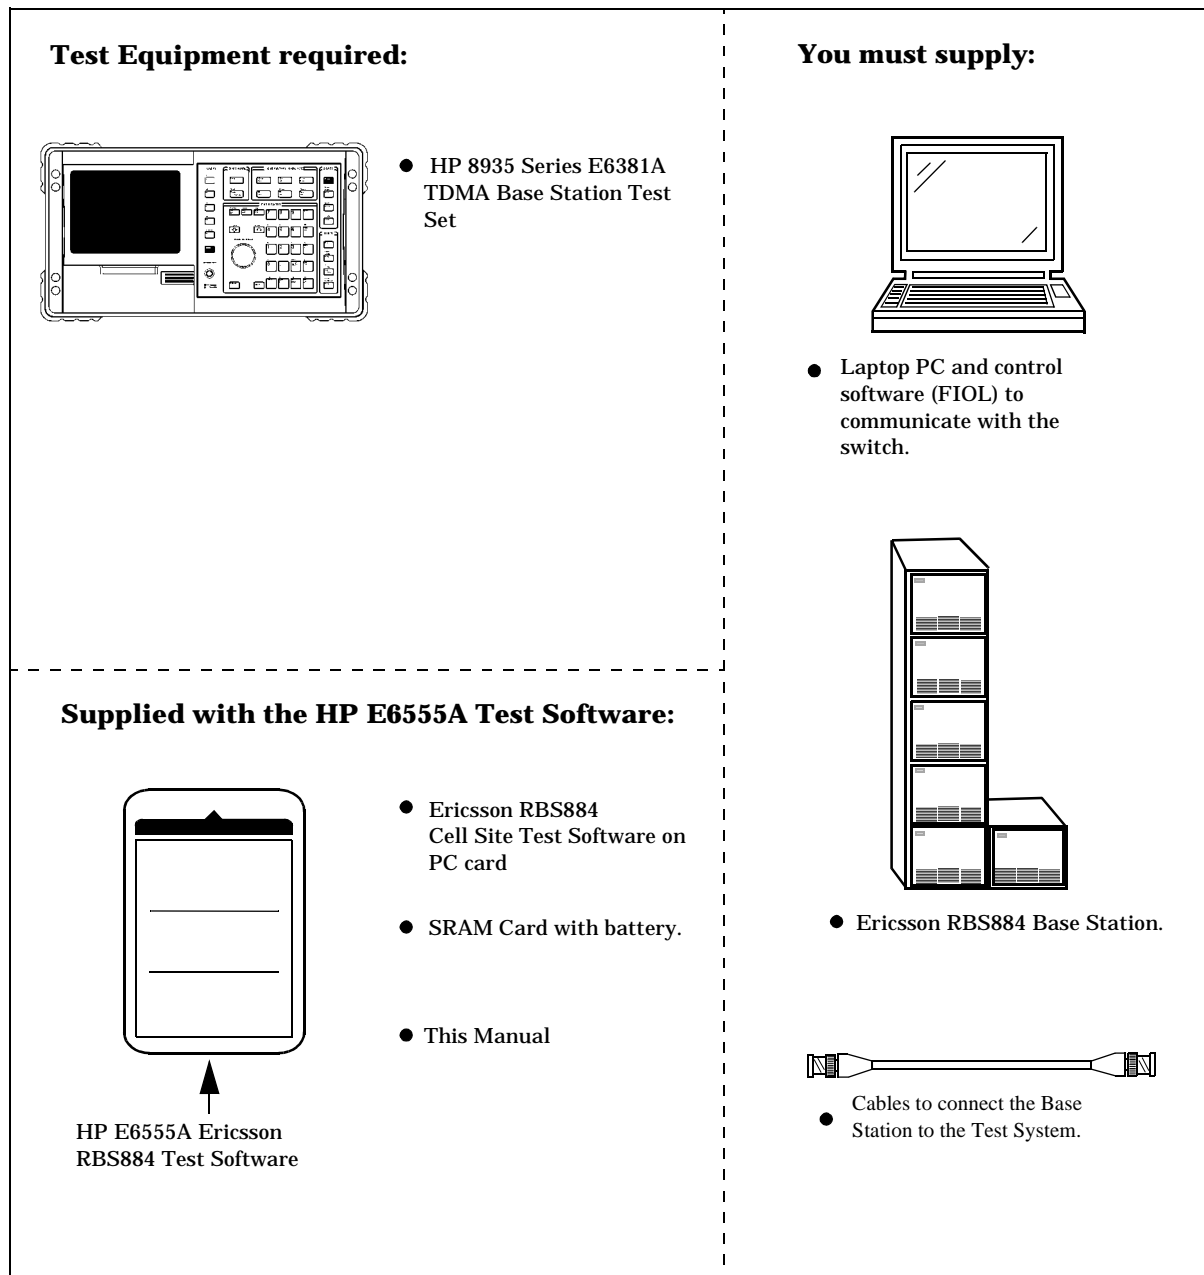 Test Equipment required:
● HP 8935 Series E6381A
TDMA Base Station Test
Set
Supplied with the HP E6555A Test Software:
● Ericsson RBS884
Cell Site Test Software on
PC card
● SRAM Card with battery.
● This Manual
HP E6555A Ericsson
RBS884 Test Software
You must supply:
● Laptop PC and control
software (FIOL) to
communicate with the
switch.
● Ericsson RBS884 Base Station.
● Cables to connect the Base
Station to the Test System.